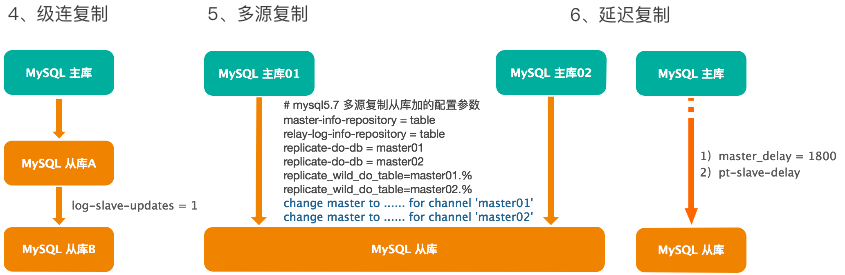 4、级连复制
MySQL 主库
MySQL 从库A
log-slave-updates = 1
MySQL 从库B
5、多源复制
MySQL 主库01
MySQL 主库02
# mysql5.7 多源复制从库加的配置参数
master-info-repository = table
relay-log-info-repository = table
replicate-do-db = master01
replicate-do-db = master02
replicate_wild_do_table=master01.%
replicate_wild_do_table=master02.%
change master to ...... for channel 'master01'
change master to ...... for channel 'master02'
MySQL 从库
6、延迟复制
MySQL 主库
1）master_delay = 1800
2）pt-slave-delay
MySQL 从库